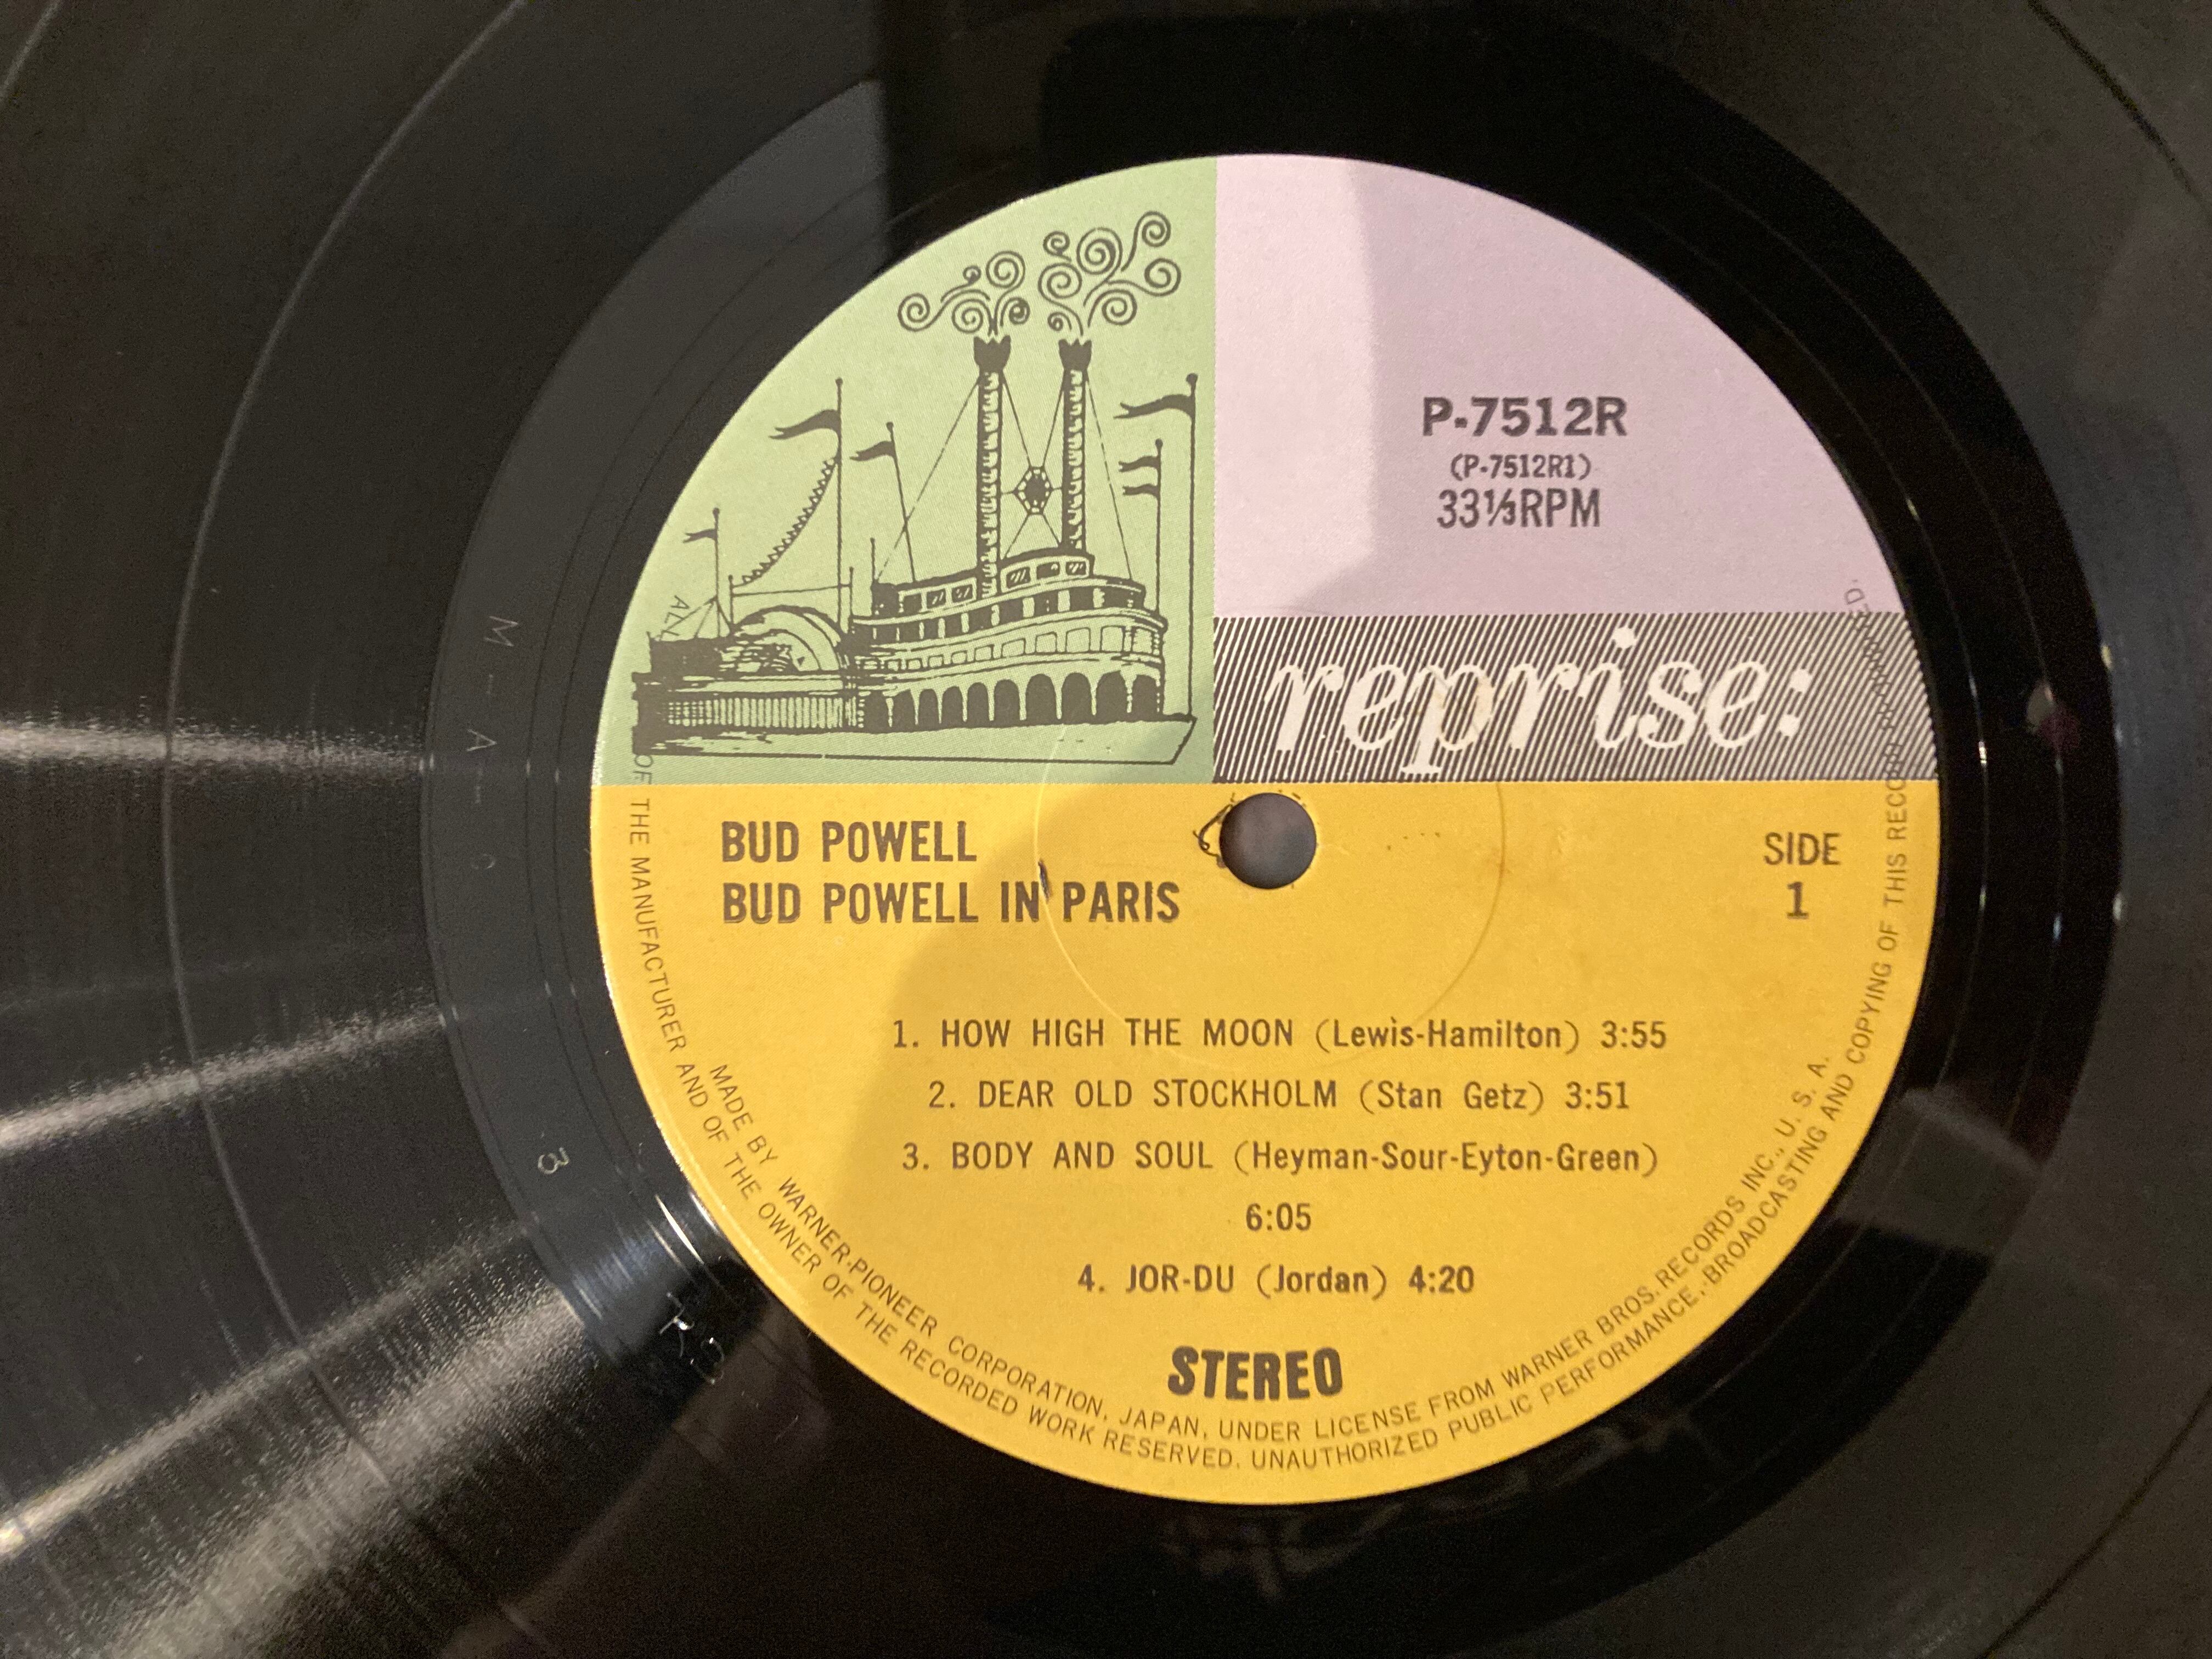 P-7512R
(P-7512R1)
33⅓RPM
reprise:
BUD POWELL
BUD POWELL IN PARIS
SIDE
1
1. HOW HIGH THE MOON (Lewis-Hamilton) 3:55
2. DEAR OLD STOCKHOLM (Stan Getz) 3:51
3. BODY AND SOUL (Heyman-Sour-Eyton-Green)
6:05
4. JOR-DU (Jordan) 4:20
STEREO
MADE BY WARNER-PIONEER CORPORATION, JAPAN, UNDER LICENSE FROM WARNER BROS. RECORDS INC., U. S. A.
OF THE MANUFACTURER AND OF THE OWNER OF THE RECORDED WORK RESERVED. UNAUTHORIZED PUBLIC PERFORMANCE, BROADCASTING AND COPYING OF THIS RECORD
M-A-
3